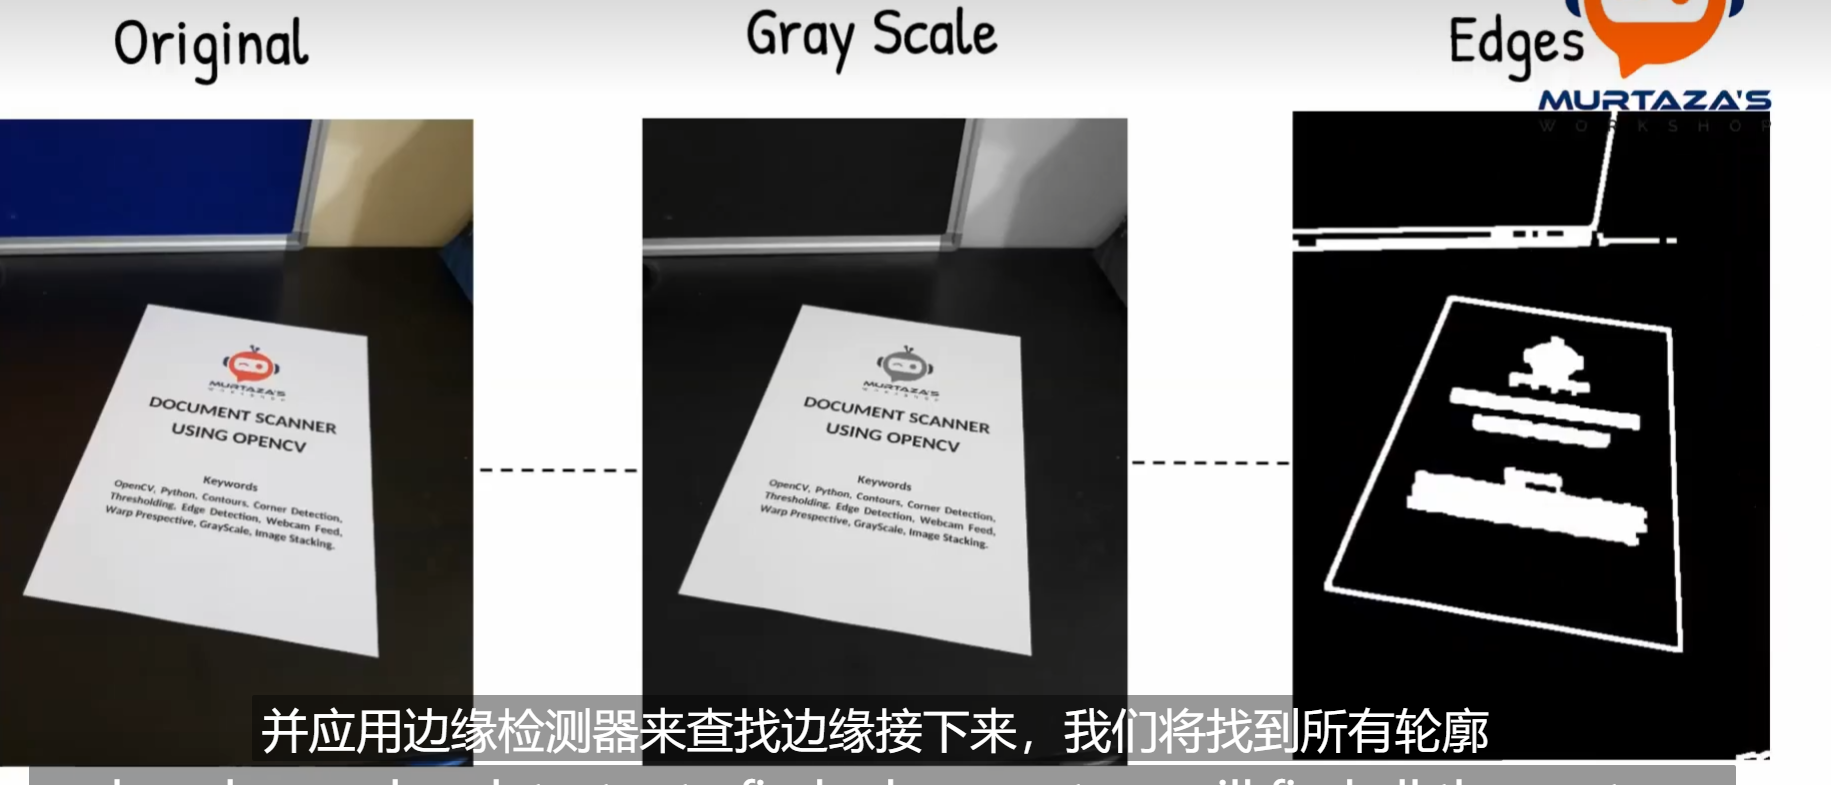 Original
Gray Scale
Edges
MURTAZA'S
WORKSHOP
MURTAZA'S
DOCUMENT SCANNER
USING OPENCV
Keywords
OpenCV, Python, Contours, Corner Detection,
Thresholding, Edge Detection, Webcam Feed,
Warp Prespective, GrayScale, Image Stacking.
MURTAZA'S
DOCUMENT SCANNER
USING OPENCV
Keywords
OpenCV, Python, Contours, Corner Detection,
Thresholding, Edge Detection, Webcam Feed,
Warp Prespective, GrayScale, Image Stacking.
并应用边缘检测器来查找边缘接下来，我们将找到所有轮廓